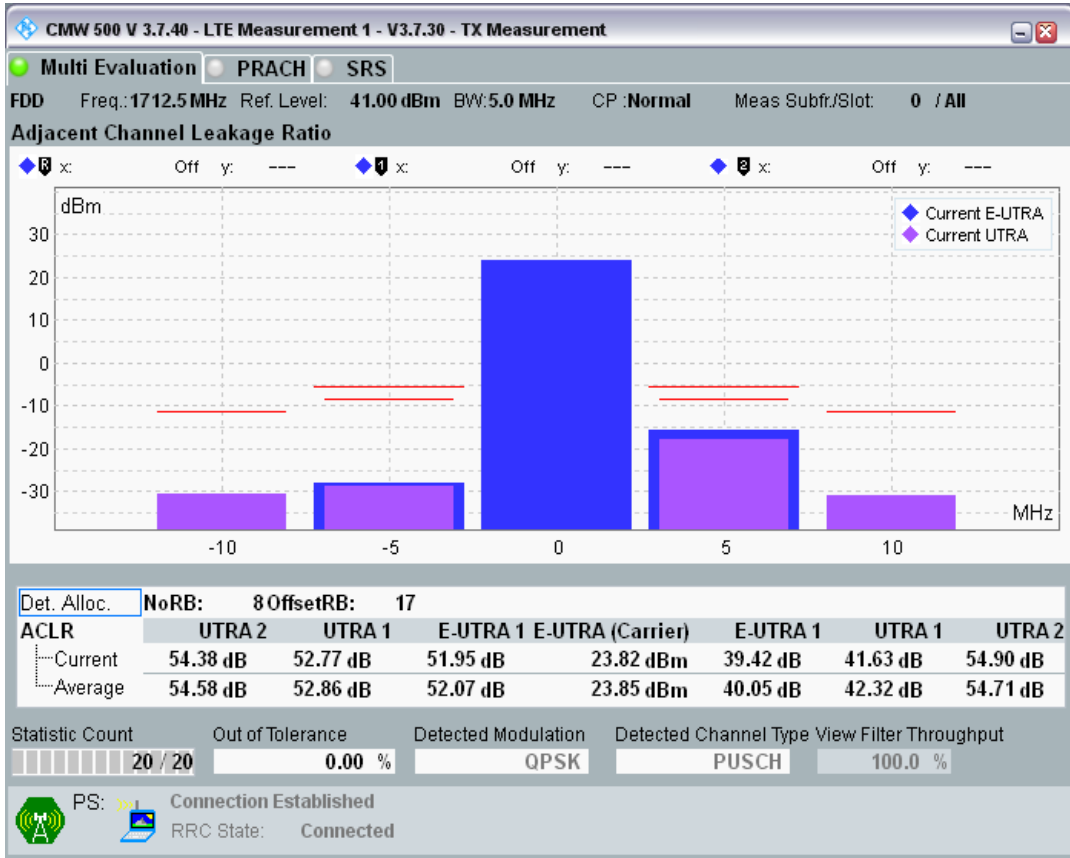 CMW 500 V 3.7.40 - LTE Measurement 1 - V3.7.30 - TX Measurement
Multi Evaluation PRACH SRS
FDD Freq.:1712.5 MHz Ref. Level: 41.00 dBm BW:5.0 MHz CP :Normal Meas Subfr./Slot: 0 / All
Adjacent Channel Leakage Ratio
R x: Off y: --- 1 x: Off y: --- 2 x: Off y: ---
dBm
Current E-UTRA
Current UTRA
30
20
10
0
-10
-20
-30
MHz
-10 -5 0 5 10
Det. Alloc. NoRB: 8 OffsetRB: 17
ACLR UTRA 2 UTRA 1 E-UTRA 1 E-UTRA (Carrier) E-UTRA 1 UTRA 1 UTRA 2
Current 54.38 dB 52.77 dB 51.95 dB 23.82 dBm 39.42 dB 41.63 dB 54.90 dB
Average 54.58 dB 52.86 dB 52.07 dB 23.85 dBm 40.05 dB 42.32 dB 54.71 dB
Statistic Count Out of Tolerance Detected Modulation Detected Channel Type View Filter Throughput
20 / 20 0.00 % QPSK PUSCH 100.0 %
PS: Connection Established
RRC State: Connected